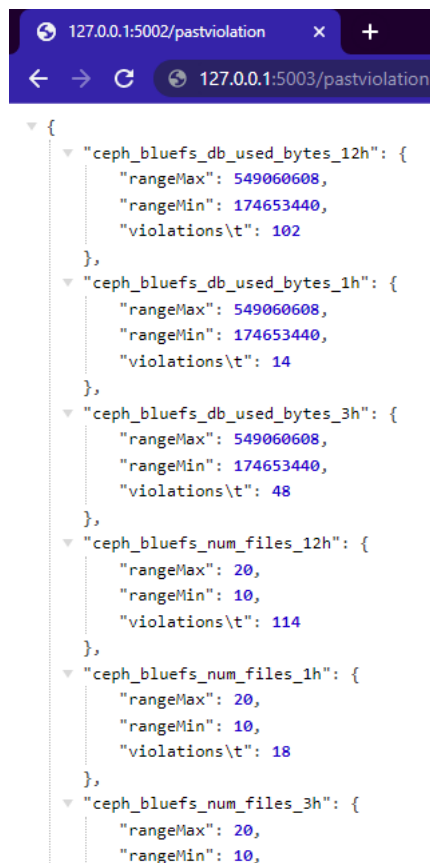 127.0.0.1:5002/pastviolation
127.0.0.1:5003/pastviolation
{
"ceph_bluefs_db_used_bytes_12h": {
"rangeMax": 549060608,
"rangeMin": 174653440,
"violations\t": 102
},
"ceph_bluefs_db_used_bytes_1h": {
"rangeMax": 549060608,
"rangeMin": 174653440,
"violations\t": 14
},
"ceph_bluefs_db_used_bytes_3h": {
"rangeMax": 549060608,
"rangeMin": 174653440,
"violations\t": 48
},
"ceph_bluefs_num_files_12h": {
"rangeMax": 20,
"rangeMin": 10,
"violations\t": 114
},
"ceph_bluefs_num_files_1h": {
"rangeMax": 20,
"rangeMin": 10,
"violations\t": 18
},
"ceph_bluefs_num_files_3h": {
"rangeMax": 20,
"rangeMin": 10,